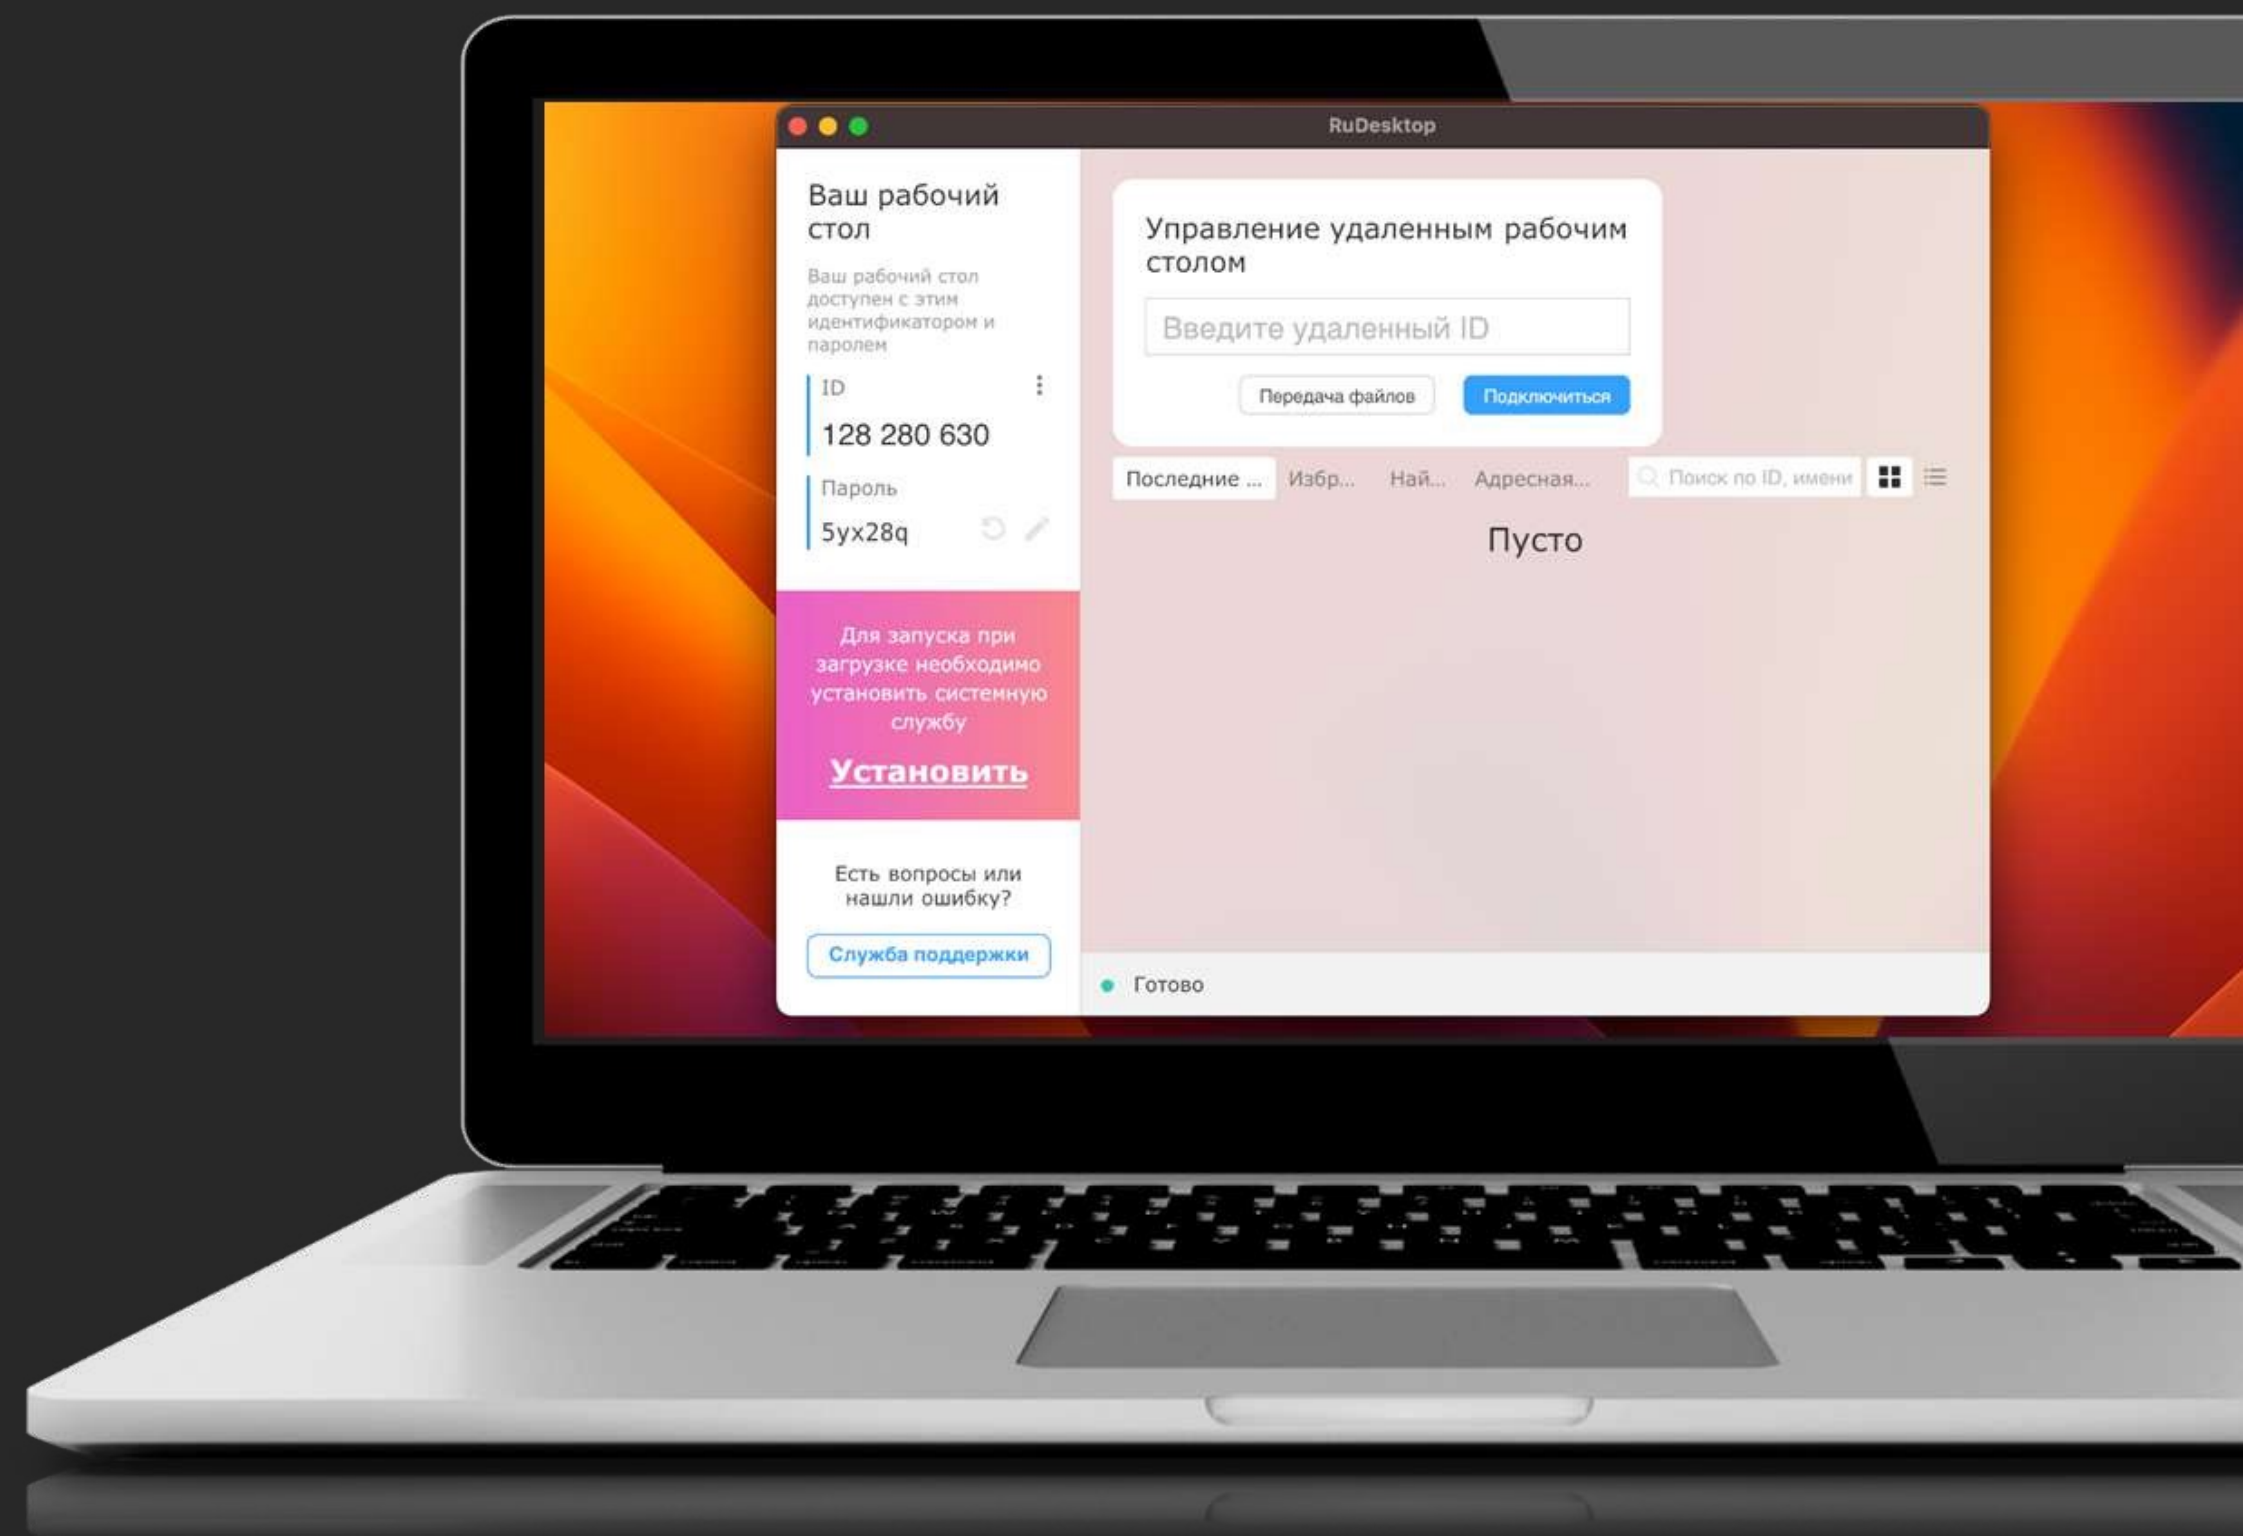 RuDesktop
Ваш рабочий
стол
Ваш рабочий стол
доступен с этим
идентификатором и
паролем
ID
128 280 630
Пароль
5yx28q
Для запуска при
загрузке необходимо
установить системную
службу
Установить
Есть вопросы или
нашли ошибку?
Служба поддержки
Управление удаленным рабочим
столом
Введите удаленный ID
Передача файлов
Подключиться
Последние ...
Избр...
Най...
Адресная...
Поиск по ID, имени
Пусто
Готово